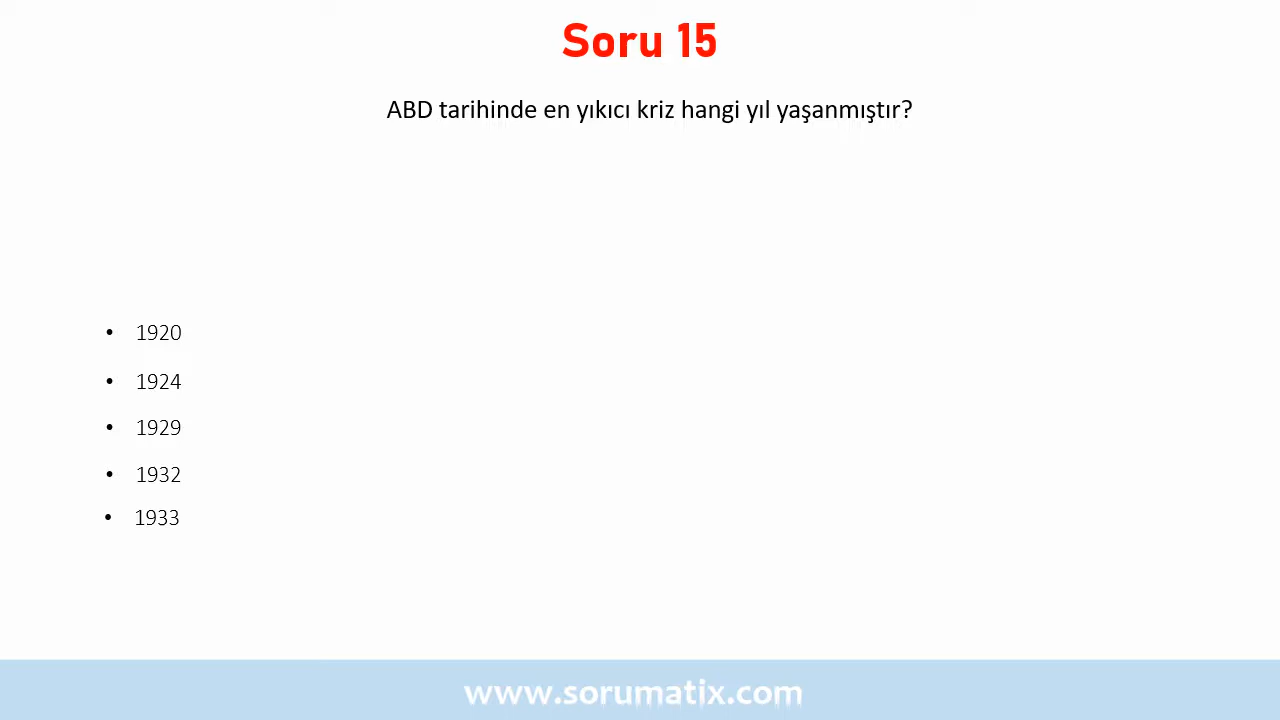 Soru 15
ABD tarihinde en yıkıcı kriz hangi yıl yaşanmıştır?
• 1920
• 1924
• 1929
• 1932
• 1933
www.sorumatix.com